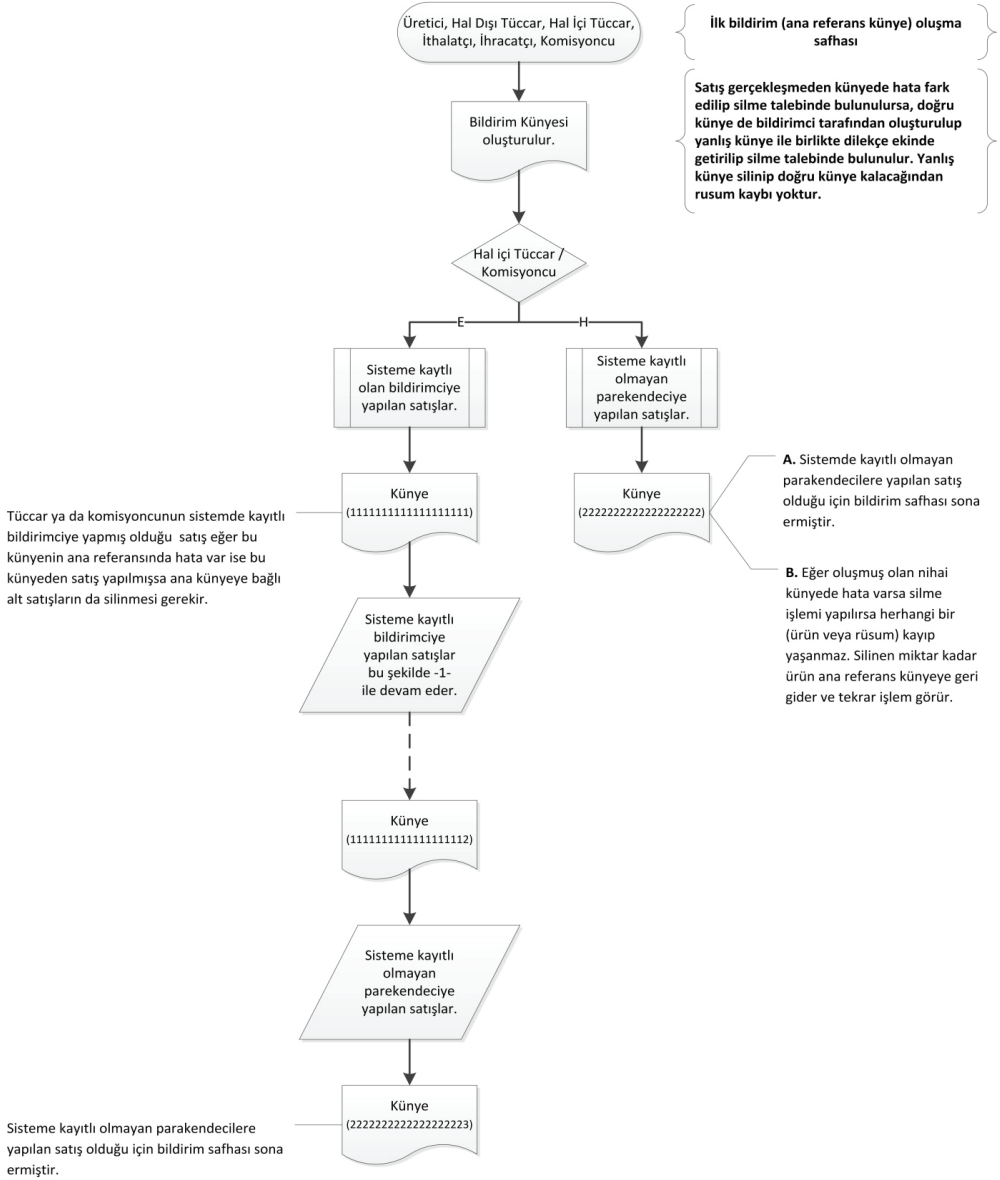 Üretici, Hal Dışı Tüccar, Hal İçi Tüccar,
İthalatçı, İhracatçı, Komisyoncu
İlk bildirim (ana referans künye) oluşma
safhası
Satış gerçekleşmeden künyede hata fark
edilip silme talebinde bulunulursa, doğru
künye de bildirimci tarafından oluşturulup
yanlış künye ile birlikte dilekçe ekinde
getirilip silme talebinde bulunulur. Yanlış
künye silinip doğru künye kalacağından
rusum kaybı yoktur.
Bildirim Künyesi
oluşturulur.
Hal içi Tüccar /
Komisyoncu
E
H
Sisteme kaytlı
olan bildirimciye
yapılan satışlar.
Sisteme kayıtlı
olmayan
parekendeciye
yapılan satışlar.
Künye
(1111111111111111111)
Künye
(2222222222222222222)
A. Sistemde kayıtlı olmayan
parakendecilere yapılan satış
olduğu için bildirim safhası sona
ermiştir.
Tüccar ya da komisyoncunun sistemde kayıtlı
bildirimciye yapmış olduğu satış eğer bu
künyenin ana referansında hata var ise bu
künyeden satış yapılmışsa ana künyeye bağlı
alt satışların da silinmesi gerekir.
B. Eğer oluşmuş olan nihai
künyede hata varsa silme
işlemi yapılırsa herhangi bir
(ürün veya rüsum) kayıp
yaşanmaz. Silinen miktar kadar
ürün ana referans künyeye geri
gider ve tekrar işlem görür.
Sisteme kayıtlı
bildirimciye
yapılan satışlar
bu şekilde -1-
ile devam eder.
Künye
(1111111111111111112)
Sisteme kayıtlı
olmayan
parekendeciye
yapılan satışlar.
Künye
(2222222222222222223)
Sisteme kayıtlı olmayan parakendecilere
yapılan satış olduğu için bildirim safhası sona
ermiştir.